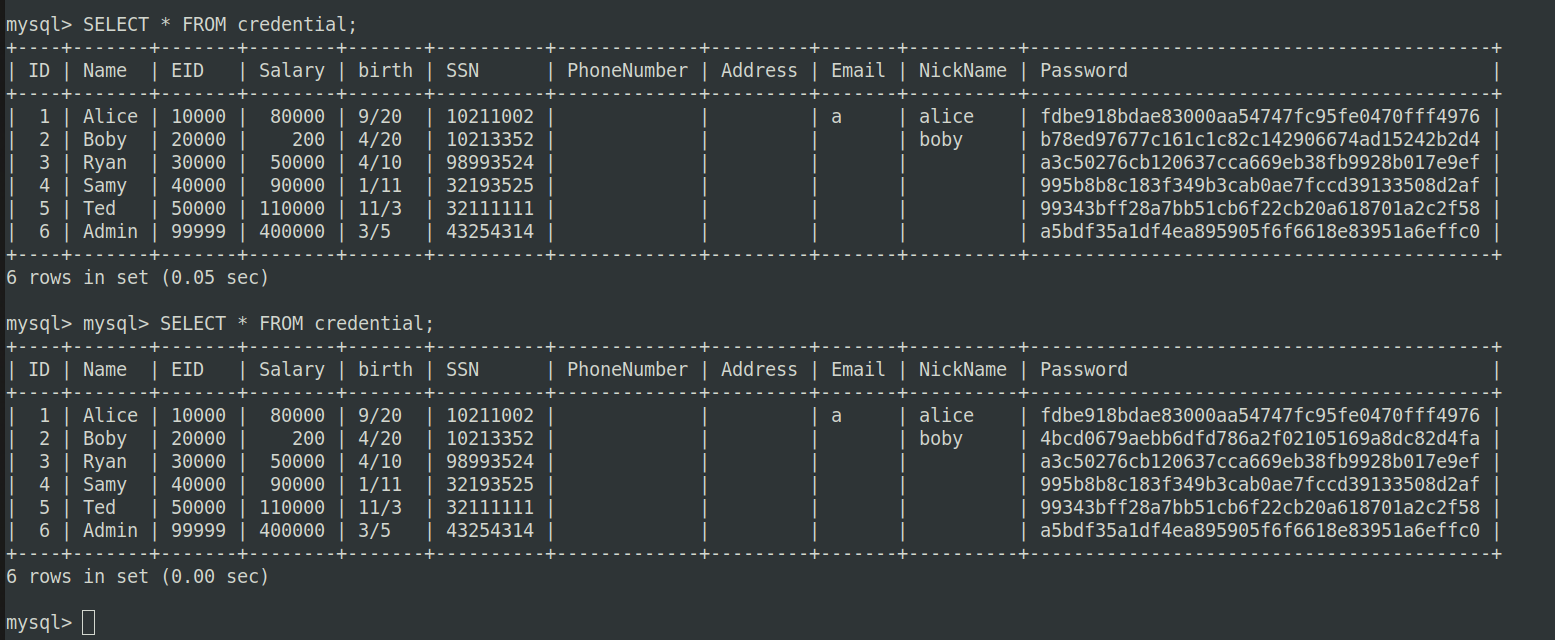 mysql> SELECT * FROM credential;
+----+-------+-------+--------+-------+----------+-------------+---------+-------+----------+------------------------------------------+
| ID | Name  | EID   | Salary | birth | SSN      | PhoneNumber | Address | Email | NickName | Password                                 |
+----+-------+-------+--------+-------+----------+-------------+---------+-------+----------+------------------------------------------+
|  1 | Alice | 10000 |  80000 | 9/20  | 10211002 |             |         | a     | alice    | fdbe918bdae83000aa54747fc95fe0470fff4976 |
|  2 | Boby  | 20000 |    200 | 4/20  | 10213352 |             |         |       | boby     | b78ed97677c161c1c82c142906674ad15242b2d4 |
|  3 | Ryan  | 30000 |  50000 | 4/10  | 98993524 |             |         |       |          | a3c50276cb120637cca669eb38fb9928b017e9ef |
|  4 | Samy  | 40000 |  90000 | 1/11  | 32193525 |             |         |       |          | 995b8b8c183f349b3cab0ae7fccd39133508d2af |
|  5 | Ted   | 50000 | 110000 | 11/3  | 32111111 |             |         |       |          | 99343bff28a7bb51cb6f22cb20a618701a2c2f58 |
|  6 | Admin | 99999 | 400000 | 3/5   | 43254314 |             |         |       |          | a5bdf35a1df4ea895905f6f6618e83951a6effc0 |
+----+-------+-------+--------+-------+----------+-------------+---------+-------+----------+------------------------------------------+
6 rows in set (0.05 sec)
mysql> mysql> SELECT * FROM credential;
+----+-------+-------+--------+-------+----------+-------------+---------+-------+----------+------------------------------------------+
| ID | Name  | EID   | Salary | birth | SSN      | PhoneNumber | Address | Email | NickName | Password                                 |
+----+-------+-------+--------+-------+----------+-------------+---------+-------+----------+------------------------------------------+
|  1 | Alice | 10000 |  80000 | 9/20  | 10211002 |             |         | a     | alice    | fdbe918bdae83000aa54747fc95fe0470fff4976 |
|  2 | Boby  | 20000 |    200 | 4/20  | 10213352 |             |         |       | boby     | 4bcd0679aebb6dfd786a2f02105169a8dc82d4fa |
|  3 | Ryan  | 30000 |  50000 | 4/10  | 98993524 |             |         |       |          | a3c50276cb120637cca669eb38fb9928b017e9ef |
|  4 | Samy  | 40000 |  90000 | 1/11  | 32193525 |             |         |       |          | 995b8b8c183f349b3cab0ae7fccd39133508d2af |
|  5 | Ted   | 50000 | 110000 | 11/3  | 32111111 |             |         |       |          | 99343bff28a7bb51cb6f22cb20a618701a2c2f58 |
|  6 | Admin | 99999 | 400000 | 3/5   | 43254314 |             |         |       |          | a5bdf35a1df4ea895905f6f6618e83951a6effc0 |
+----+-------+-------+--------+-------+----------+-------------+---------+-------+----------+------------------------------------------+
6 rows in set (0.00 sec)
mysql>